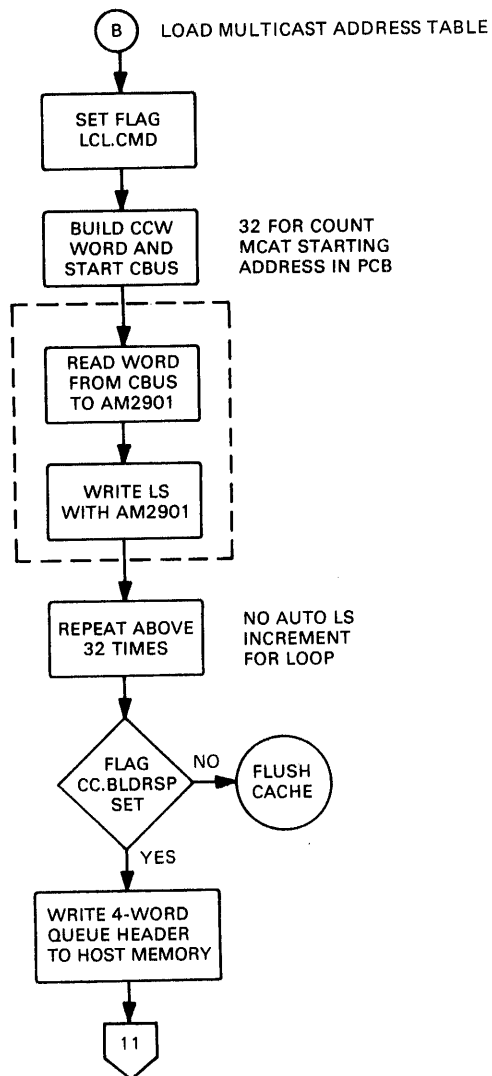 B LOAD MULTICAST ADDRESS TABLE
SET FLAG
LCL.CMD
BUILD CCW
WORD AND
START CBUS
32 FOR COUNT
MCAT STARTING
ADDRESS IN PCB
READ WORD
FROM CBUS
TO AM2901
WRITE LS
WITH AM2901
REPEAT ABOVE
32 TIMES
NO AUTO LS
INCREMENT
FOR LOOP
FLAG
CC.BLDRSP
SET
NO
FLUSH
CACHE
YES
WRITE 4-WORD
QUEUE HEADER
TO HOST MEMORY
11